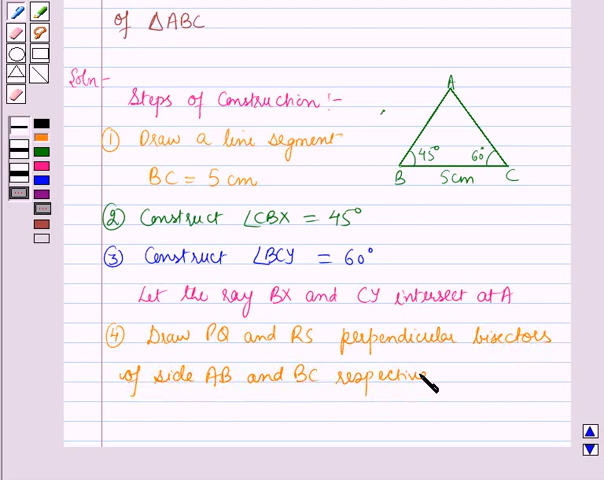 of △ABC
Soln-
Steps of Construction:-
① Draw a line segment
BC = 5 cm
② Construct ∠CBX = 45°
③ Construct ∠BCY = 60°
Let the ray BX and CY intersect at A
④ Draw PQ and RS perpendicular bisectors
of side AB and BC respective
A
45° 60°
B 5cm C